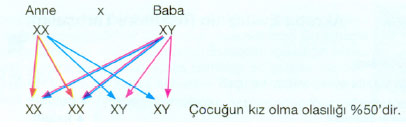 Anne x Baba
XX XY
XX XX XY XY Çocuğun kız olma olasılığı %50'dir.